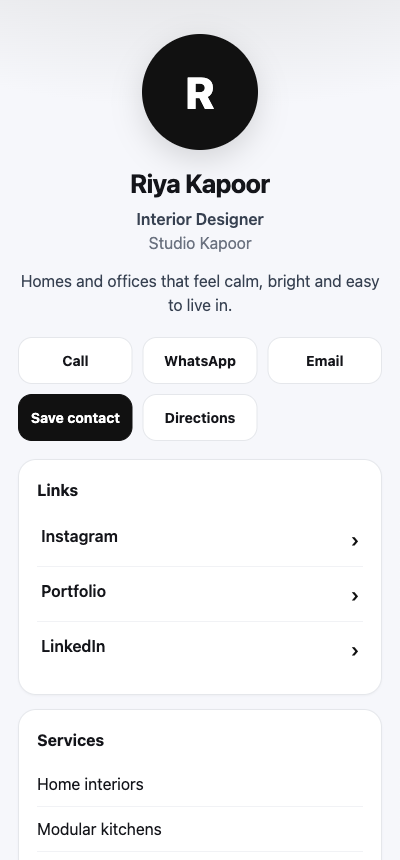 R
Riya Kapoor
Interior Designer
Studio Kapoor
Homes and offices that feel calm, bright and easy
to live in.
Call
WhatsApp
Email
Save contact
Directions
Links
Instagram ›
Portfolio ›
LinkedIn ›
Services
Home interiors
Modular kitchens